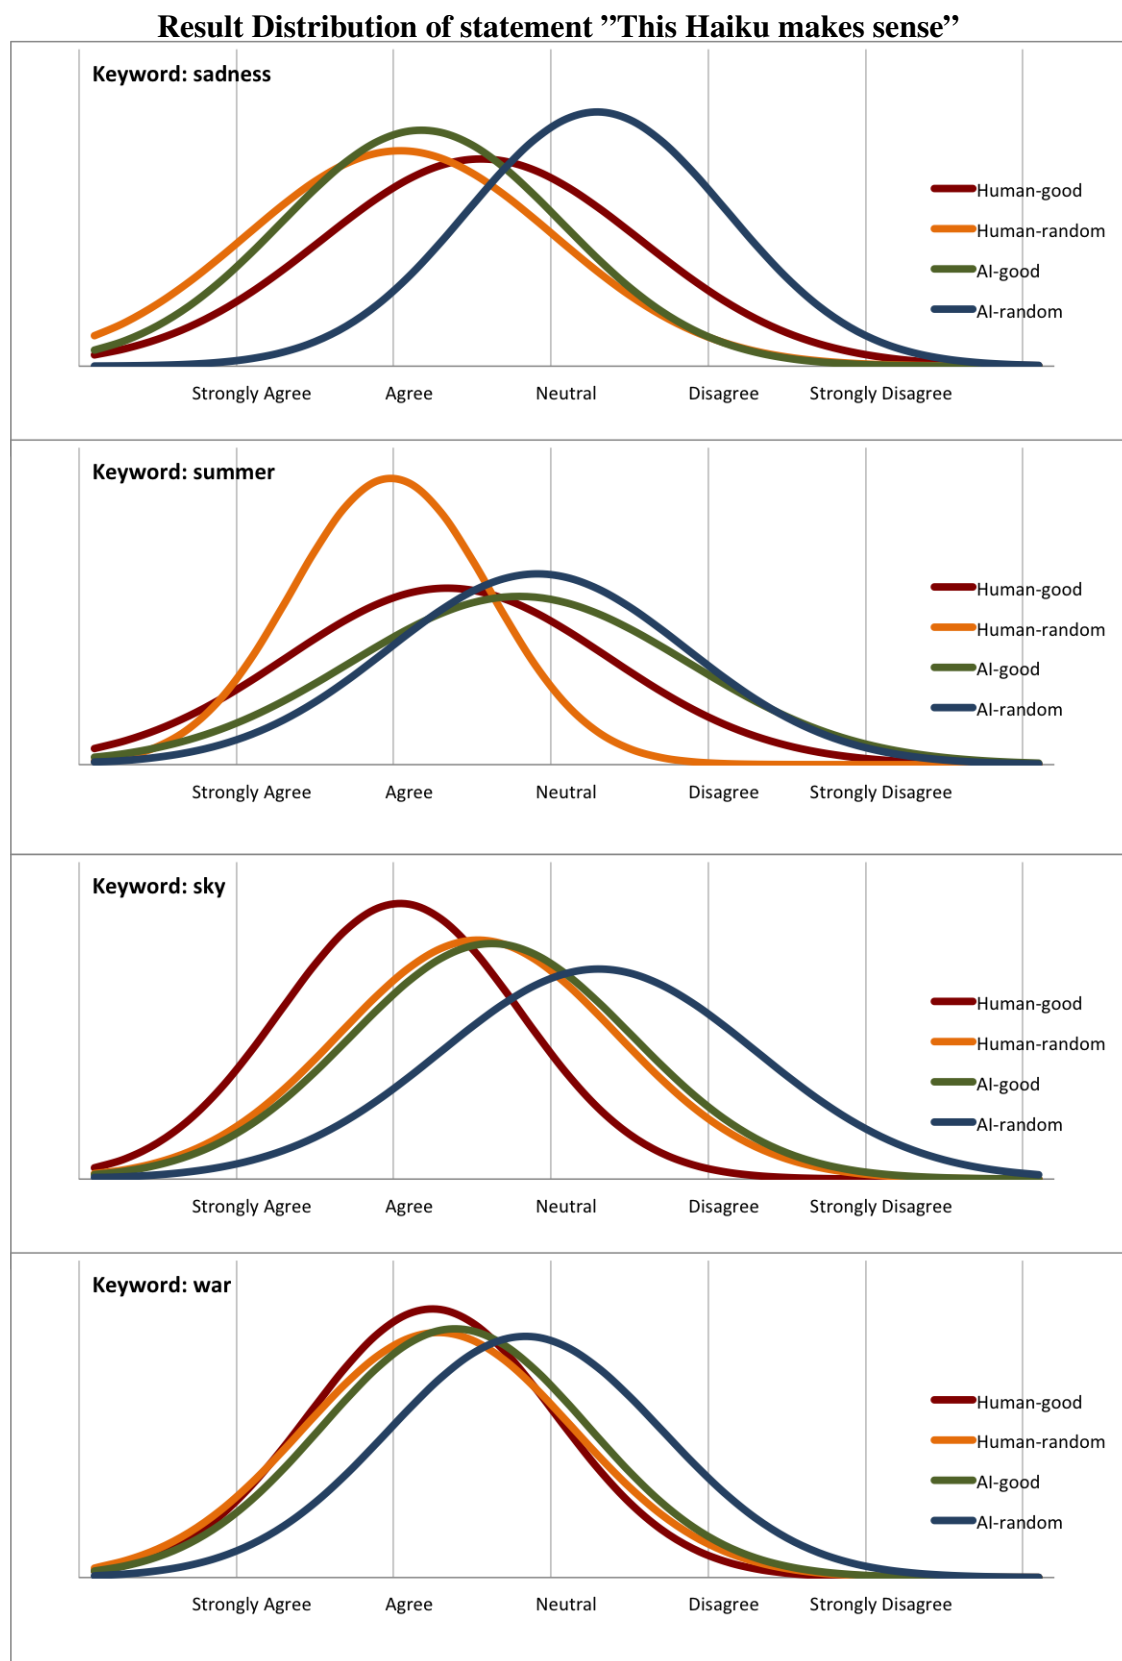 Result Distribution of statement ”This Haiku makes sense”
Keyword: sadness
Human-good
Human-random
AI-good
AI-random
Strongly Agree Agree Neutral Disagree Strongly Disagree
Keyword: summer
Human-good
Human-random
AI-good
AI-random
Strongly Agree Agree Neutral Disagree Strongly Disagree
Keyword: sky
Human-good
Human-random
AI-good
AI-random
Strongly Agree Agree Neutral Disagree Strongly Disagree
Keyword: war
Human-good
Human-random
AI-good
AI-random
Strongly Agree Agree Neutral Disagree Strongly Disagree